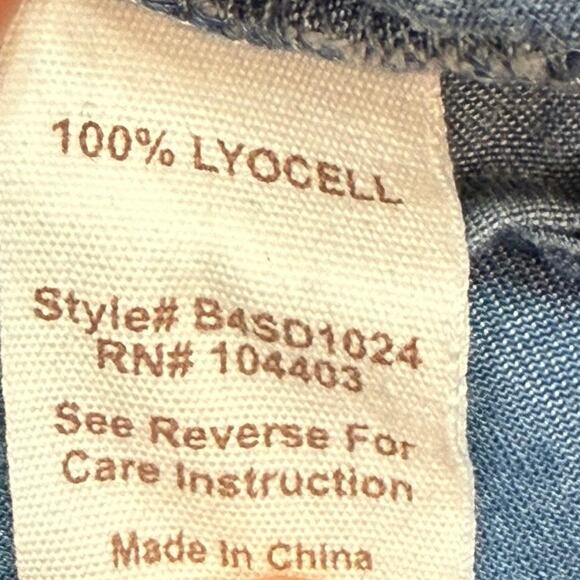 100% LYOCELL
Style# B4SD1024
RN# 104403
See Reverse For
Care Instruction
Made In China